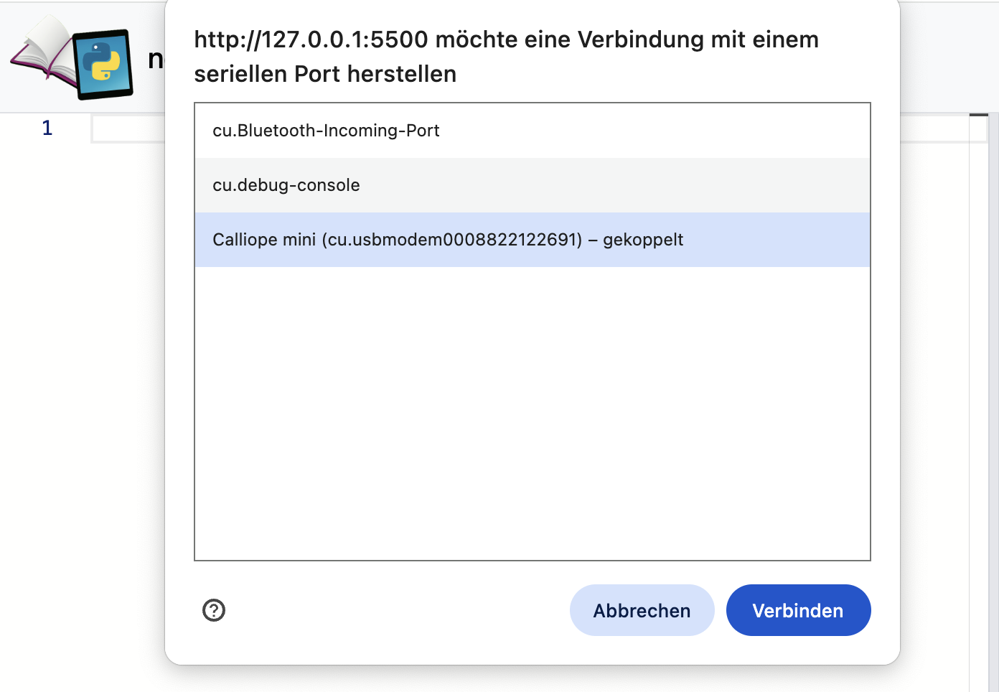 http://127.0.0.1:5500 möchte eine Verbindung mit einem
seriellen Port herstellen
1
cu.Bluetooth-Incoming-Port
cu.debug-console
Calliope mini (cu.usbmodem0008822122691) – gekoppelt
Abbrechen
Verbinden